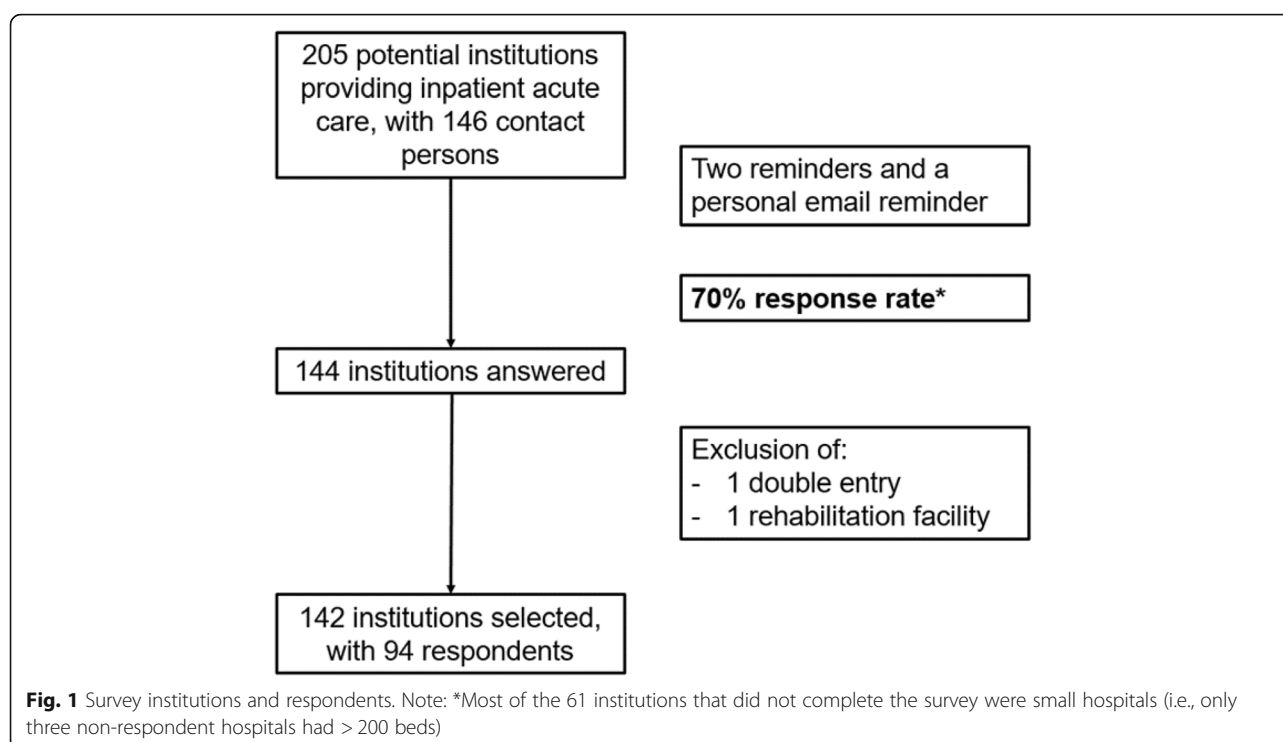 205 potential institutions
providing inpatient acute
care, with 146 contact
persons
Two reminders and a
personal email reminder
70% response rate*
144 institutions answered
Exclusion of:
- 1 double entry
- 1 rehabilitation facility
142 institutions selected,
with 94 respondents
Fig. 1 Survey institutions and respondents. Note: *Most of the 61 institutions that did not complete the survey were small hospitals (i.e., only
three non-respondent hospitals had > 200 beds)